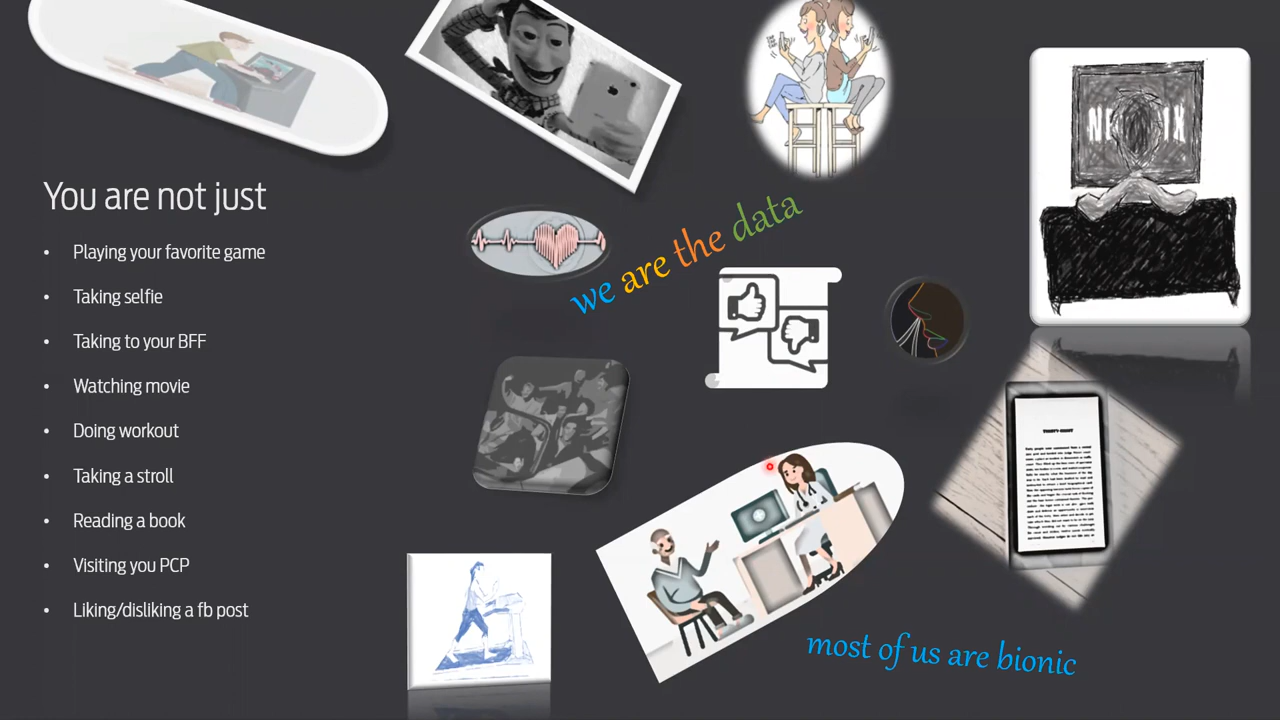 You are not just
• Playing your favorite game
• Taking selfie
• Taking to your BFF
• Watching movie
• Doing workout
• Taking a stroll
• Reading a book
• Visiting you PCP
• Liking/disliking a fb post
we are the data
most of us are bionic